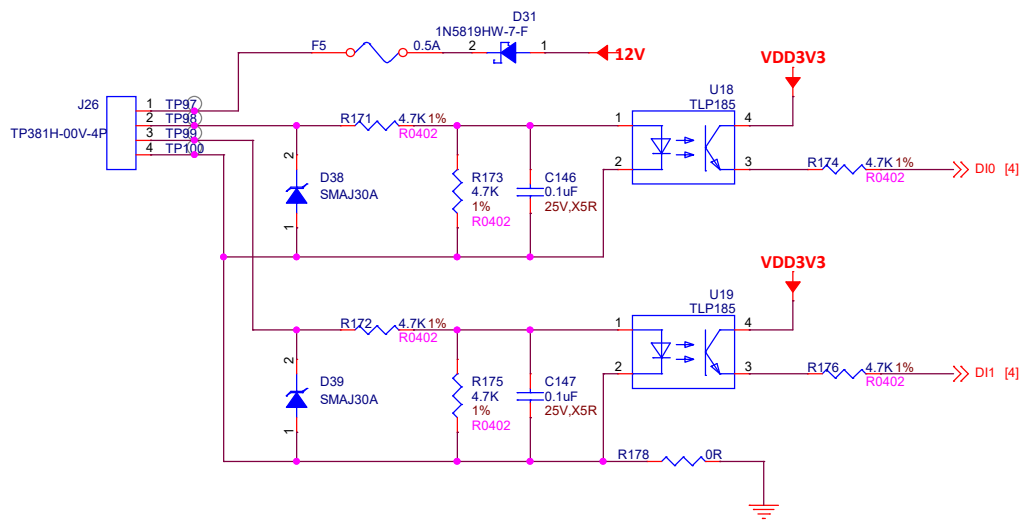 D31
1N5819HW-7-F
F5 0.5A 2 1 12V
VDD3V3
J26
TP381H-00V-4P
1 TP97
2 TP98
3 TP99
4 TP100
U18
TLP185
R171 4.7K 1%
R0402
1 4
2 3
R174 4.7K 1%
R0402
DI0 [4]
2
D38
SMAJ30A
1
R173
4.7K
1%
R0402
C146
0.1uF
25V,X5R
VDD3V3
U19
TLP185
R172 4.7K 1%
R0402
1 4
2 3
R176 4.7K 1%
R0402
DI1 [4]
2
D39
SMAJ30A
1
R175
4.7K
1%
R0402
C147
0.1uF
25V,X5R
R178 0R